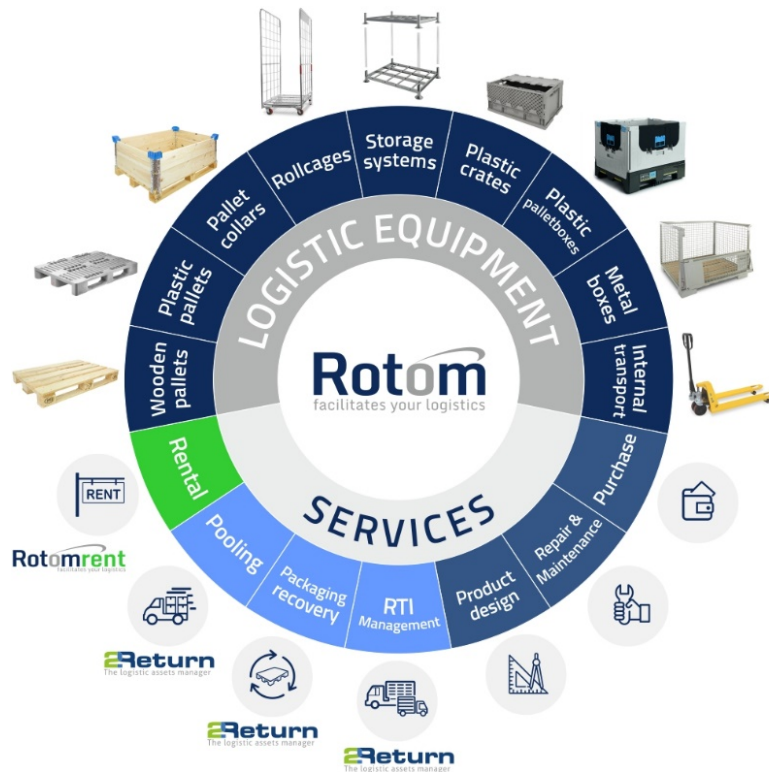 Storage
systems
Rollcages
Plastic
crates
Pallet
collars
Plastic
palletboxes
LOGISTIC EQUIPMENT
Plastic
pallets
Metal
boxes
Wooden
pallets
Internal
transport
Rotom
facilitates your logistics
Rental
Purchase
SERVICES
RENT
Pooling
Repair &
Maintenance
Packaging
recovery
RTI
Management
Product
design
Rotomrent
facilitates your logistics
2Return
The logistic assets manager
2Return
The logistic assets manager
2Return
The logistic assets manager